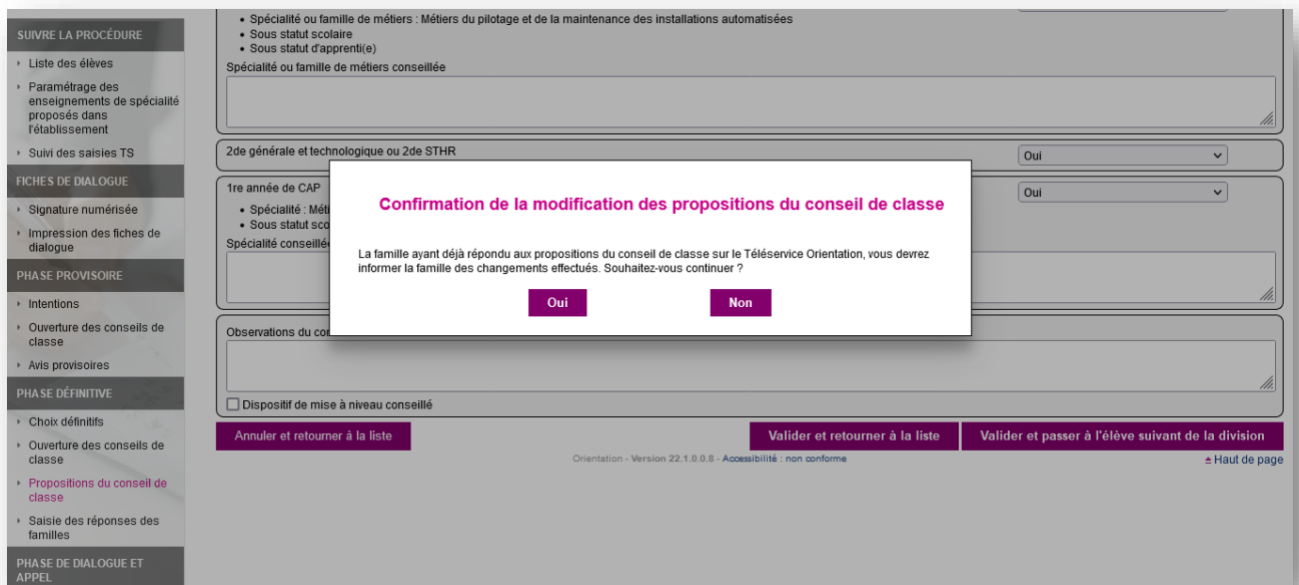 SUIVRE LA PROCÉDURE
Liste des élèves
Paramétrage des
enseignements de spécialité
proposés dans
l'établissement
Suivi des saisies TS
FICHES DE DIALOGUE
Signature numérisée
Impression des fiches de
dialogue
PHASE PROVISOIRE
Intentions
Ouverture des conseils de
classe
Avis provisoires
PHASE DÉFINITIVE
Choix définitifs
Ouverture des conseils de
classe
Propositions du conseil de
classe
Saisie des réponses des
familles
PHASE DE DIALOGUE ET
APPEL
• Spécialité ou famille de métiers : Métiers du pilotage et de la maintenance des installations automatisées
• Sous statut scolaire
• Sous statut d'apprenti(e)
Spécialité ou famille de métiers conseillée
2de générale et technologique ou 2de STHR
Oui
1re année de CAP
Oui
• Spécialité : Méti
• Sous statut sco
Spécialité conseillée
Confirmation de la modification des propositions du conseil de classe
La famille ayant déjà répondu aux propositions du conseil de classe sur le Téléservice Orientation, vous devrez
informer la famille des changements effectués. Souhaitez-vous continuer ?
Oui Non
Observations du con
Dispositif de mise à niveau conseillé
Annuler et retourner à la liste Valider et retourner à la liste Valider et passer à l'élève suivant de la division
Orientation - Version 22.1.0.0.8 - Accessibilité : non conforme
Haut de page